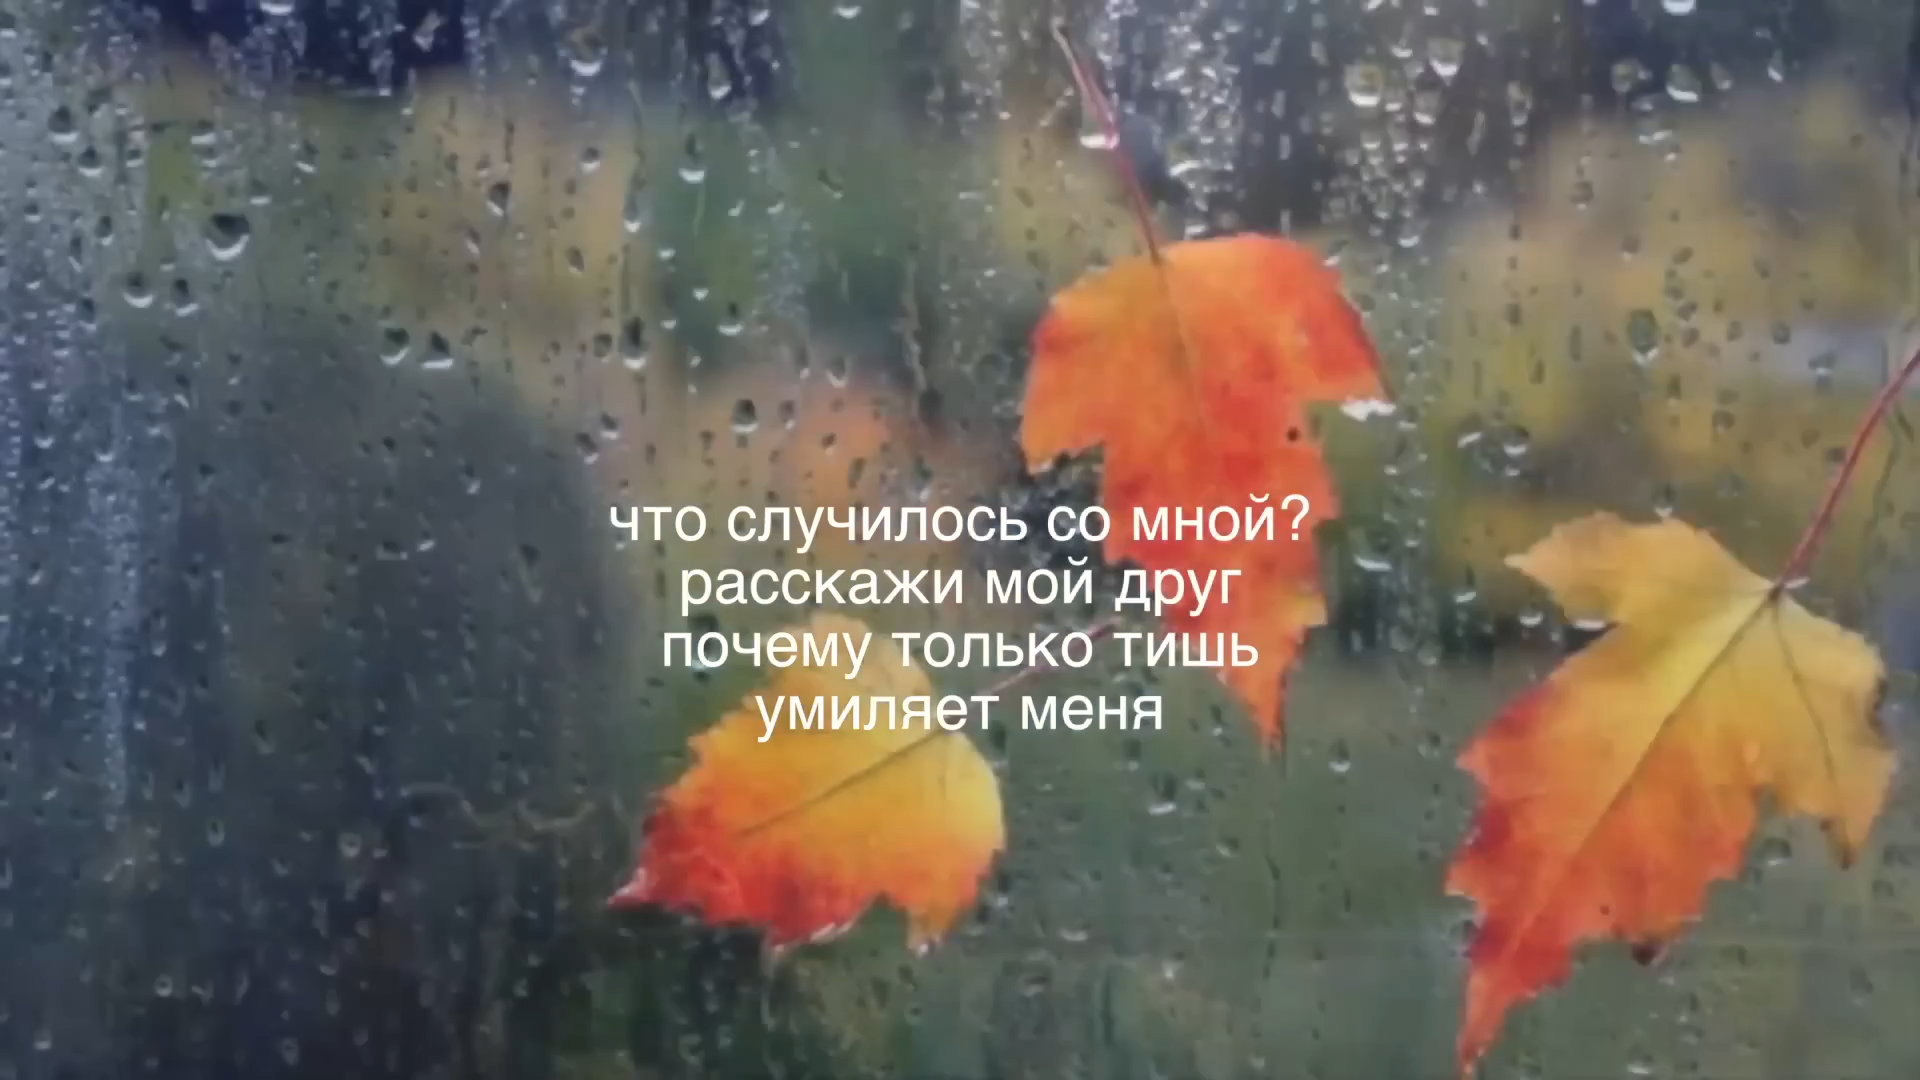 что случилось со мной?
расскажи мой друг
почему только тишь
умиляет меня